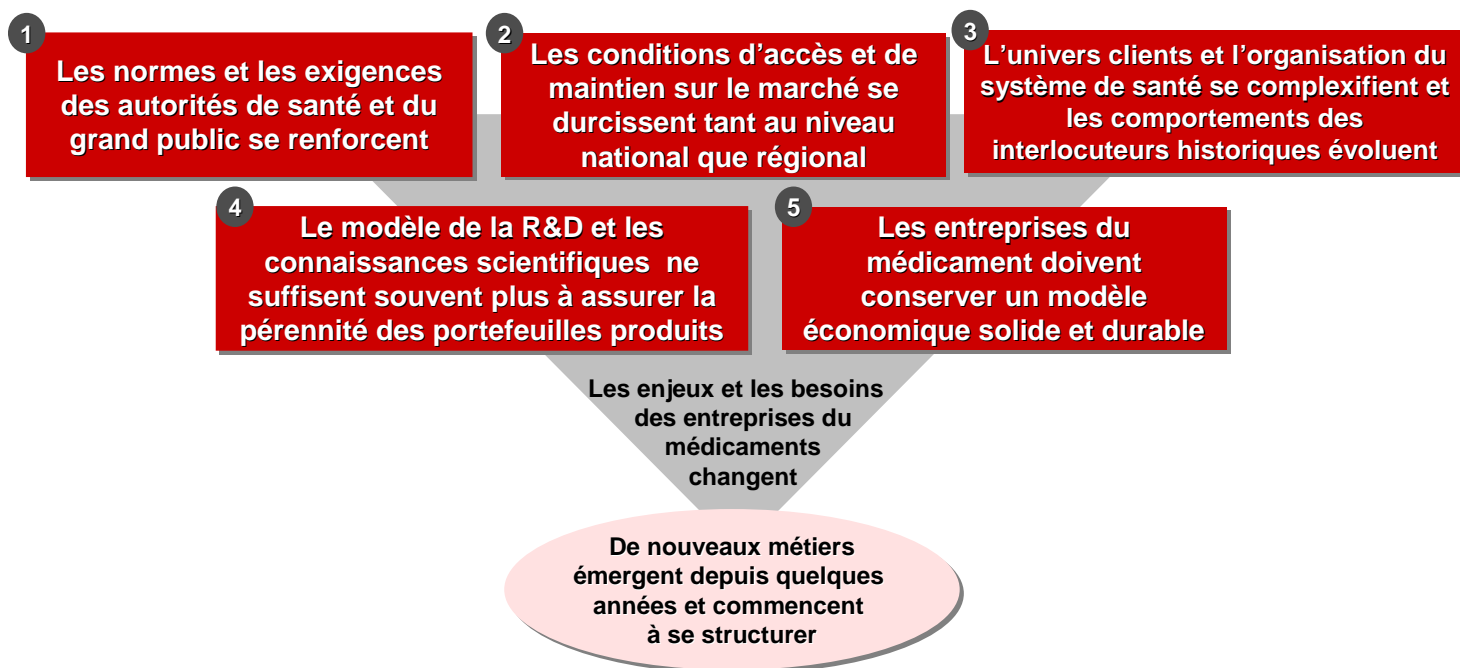 1
Les normes et les exigences
des autorités de santé et du
grand public se renforcent
2
Les conditions d’accès et de
maintien sur le marché se
durcissent tant au niveau
national que régional
3
L’univers clients et l’organisation du
système de santé se complexifient et
les comportements des
interlocuteurs historiques évoluent
4
Le modèle de la R&D et les
connaissances scientifiques ne
suffisent souvent plus à assurer la
pérennité des portefeuilles produits
5
Les entreprises du
médicament doivent
conserver un modèle
économique solide et durable
Les enjeux et les besoins
des entreprises du
médicaments
changent
De nouveaux métiers
émergent depuis quelques
années et commencent
à se structurer